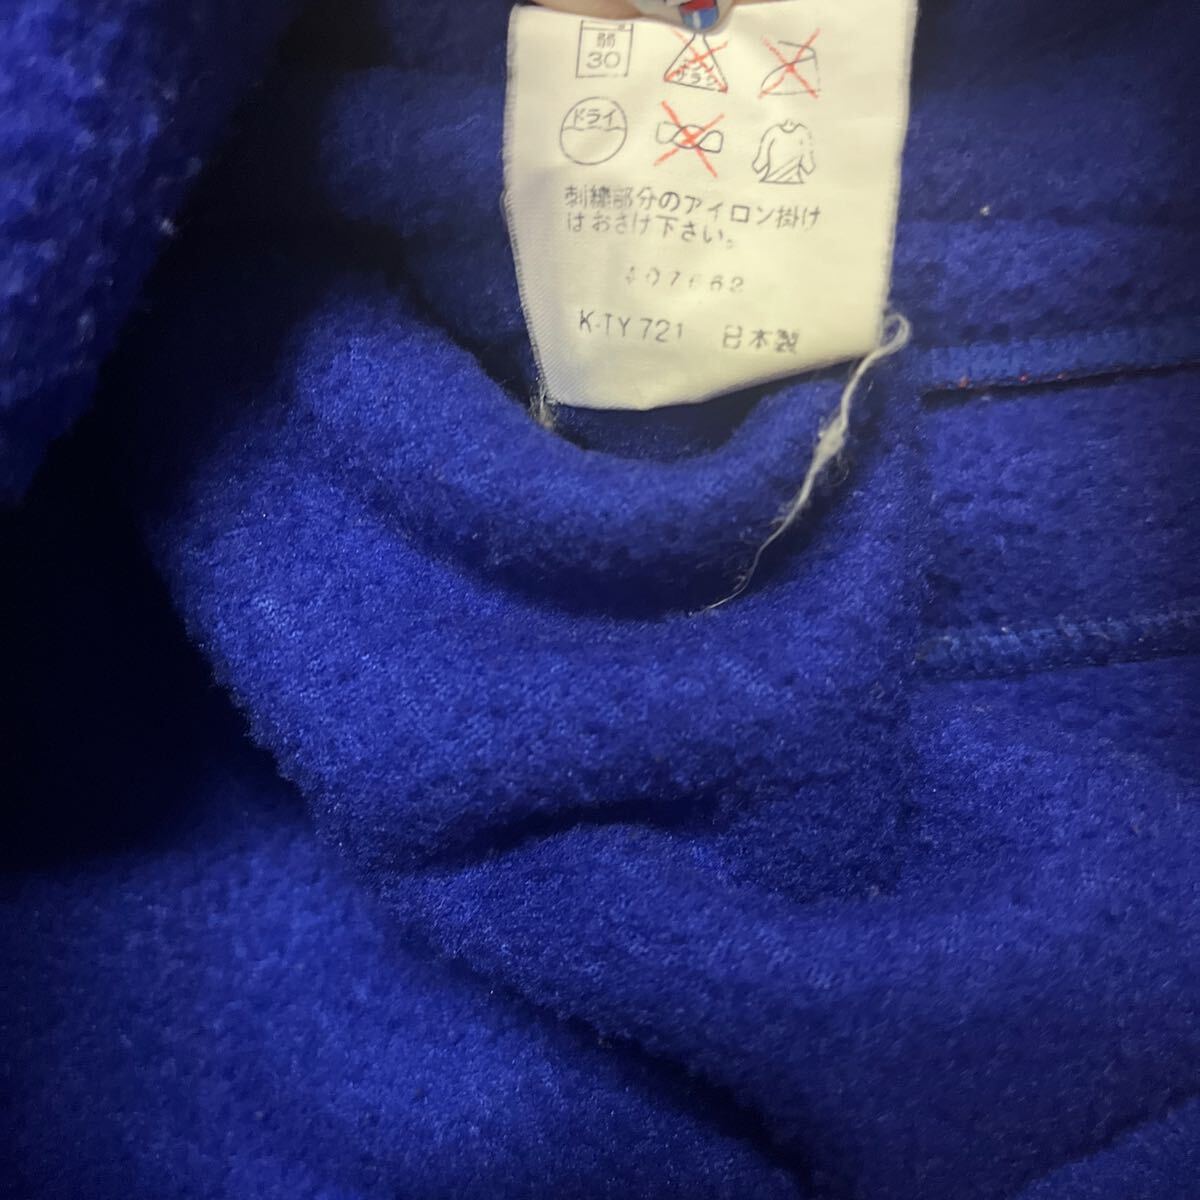 弱
30
ドライ
刺繍部分のアイロン掛け
はおさけ下さい。
K-TY 721 日本製